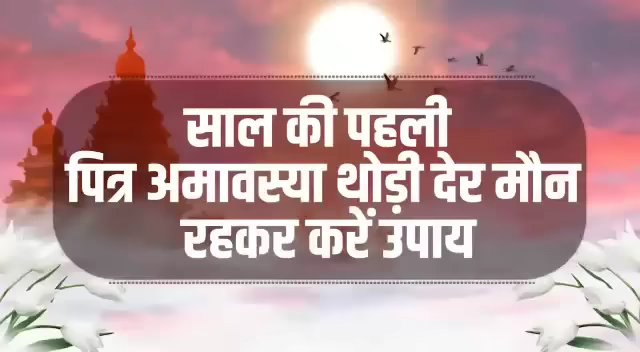 साल की पहली
पित्र अमावस्या थोड़ी देर मौन
रहकर करें उपाय